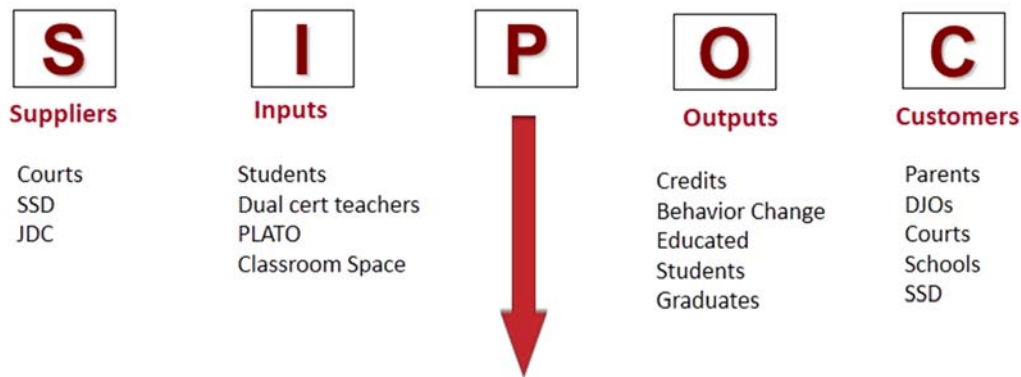 S
Suppliers
Courts
SSD
JDC
I
Inputs
Students
Dual cert teachers
PLATO
Classroom Space
P
O
Outputs
Credits
Behavior Change
Educated
Students
Graduates
C
Customers
Parents
DJOs
Courts
Schools
SSD